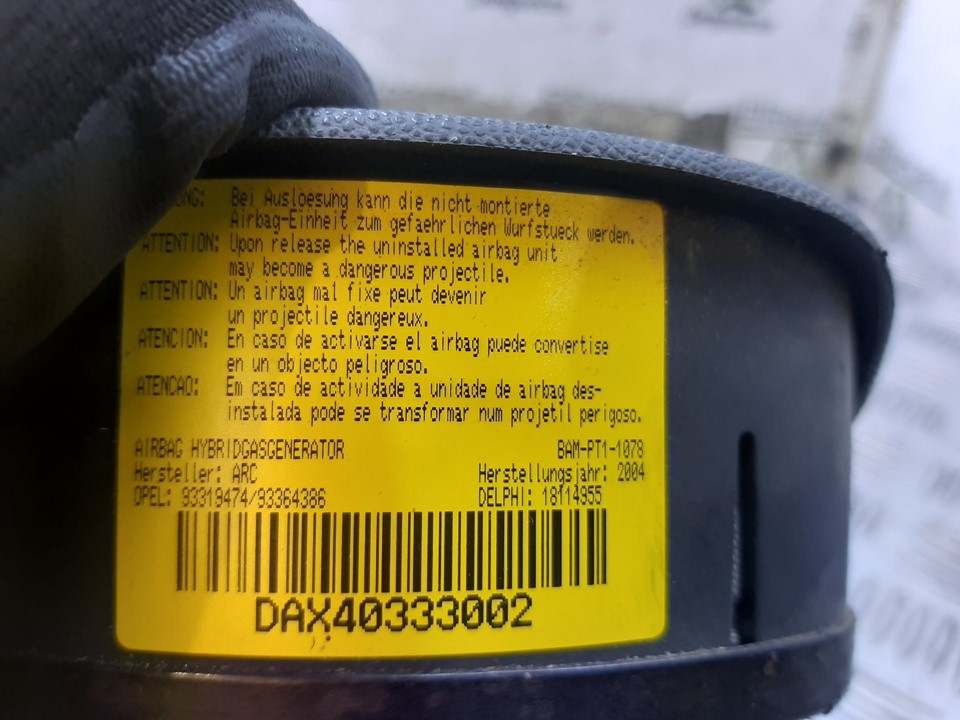 Bei Ausloesung kann die nicht montierte
Airbag-Einheit zum gefaehrlichen Wurfstueck werden.
ATTENTION: Upon release the uninstalled airbag unit
may become a dangerous projectile.
ATTENTION: Un airbag mal fixe peut devenir
un projectile dangereux.
ATENCION: En caso de activarse el airbag puede convertise
en un objecto peligroso.
ATENCAO: Em caso de actividade a unidade de airbag des-
instalada pode se transformar num projetil perigoso.
AIRBAG HYBRIDGASGENERATOR BAM-PT1-1078
Hersteller: ARC Herstellungsjahr: 2004
OPEL: 93319474/93364386 DELPHI: 18114955
DAX40333002